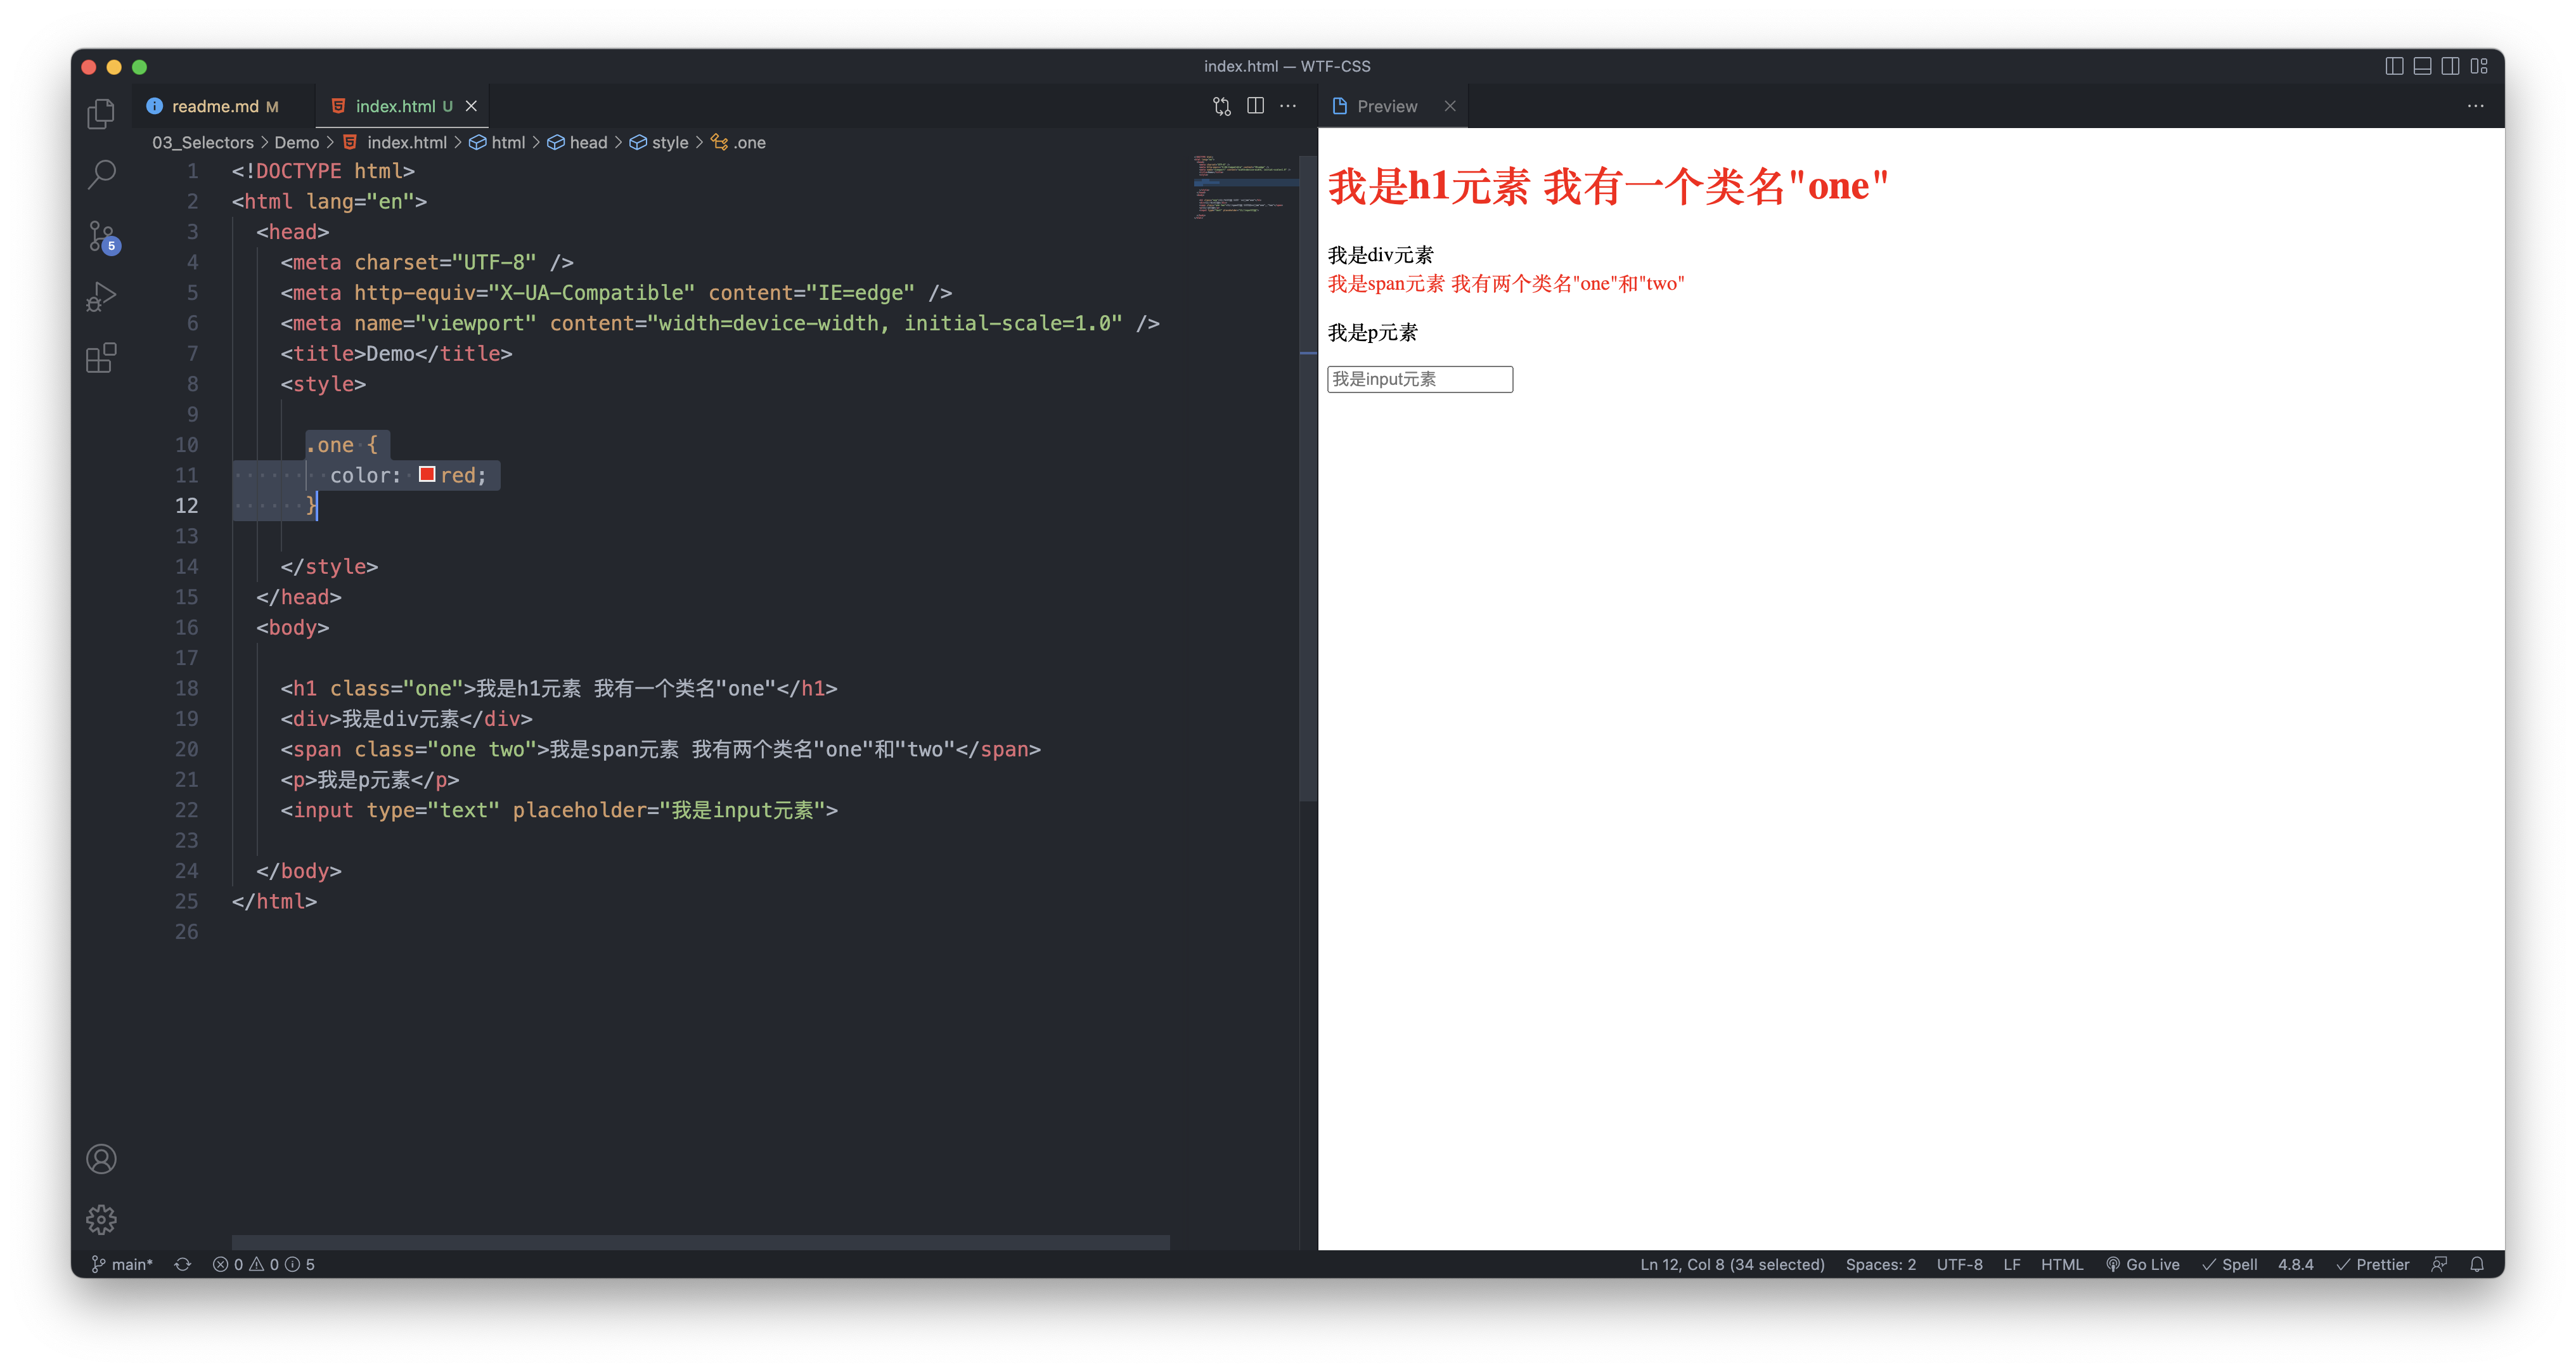 index.html — WTF-CSS
readme.md M
index.html U
Preview
03_Selectors > Demo > index.html > html > head > style > .one
1 <!DOCTYPE html>
2 <html lang="en">
3 <head>
4 <meta charset="UTF-8" />
5 <meta http-equiv="X-UA-Compatible" content="IE=edge" />
6 <meta name="viewport" content="width=device-width, initial-scale=1.0" />
7 <title>Demo</title>
8 <style>
9
10 .one {
11 color: red;
12 }
13
14 </style>
15 </head>
16 <body>
17
18 <h1 class="one">我是h1元素 我有一个类名"one"</h1>
19 <div>我是div元素</div>
20 <span class="one two">我是span元素 我有两个类名"one"和"two"</span>
21 <p>我是p元素</p>
22 <input type="text" placeholder="我是input元素">
23
24 </body>
25 </html>
26
我是h1元素 我有一个类名"one"
我是div元素
我是span元素 我有两个类名"one"和"two"
我是p元素
我是input元素
5
main* 0 0 5 Ln 12, Col 8 (34 selected) Spaces: 2 UTF-8 LF HTML Go Live Spell 4.8.4 Prettier